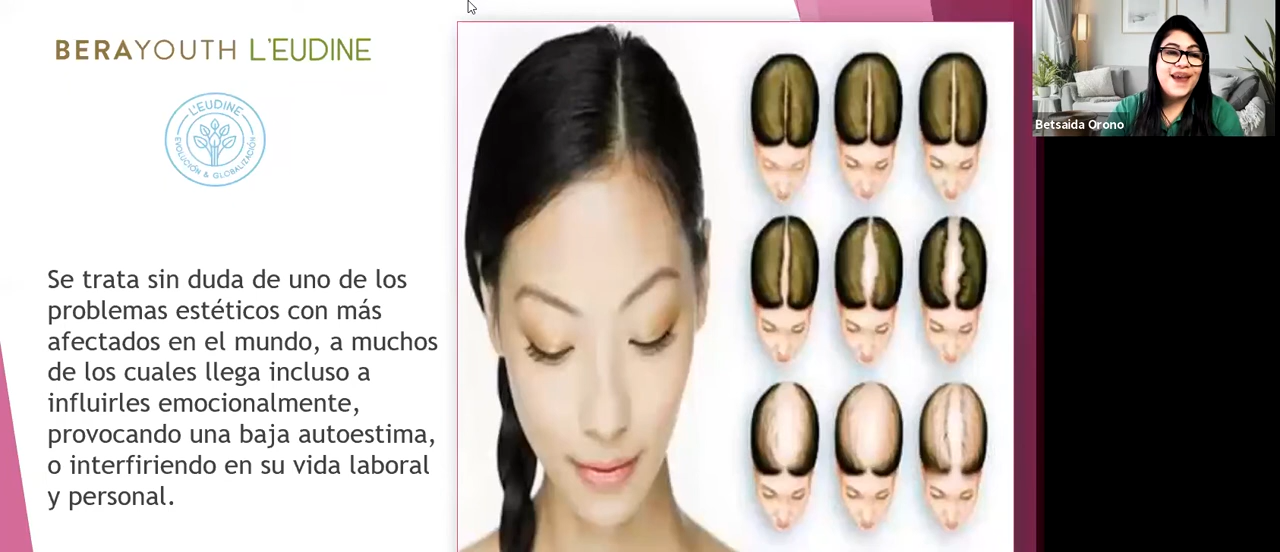 BERAYOUTH L'EUDINE
L'EUDINE
EVOLUCIÓN & GLOBALIZACIÓN
Se trata sin duda de uno de los
problemas estéticos con más
afectados en el mundo, a muchos
de los cuales llega incluso a
influirles emocionalmente,
provocando una baja autoestima,
o interfiriendo en su vida laboral
y personal.
Betsaida Orono